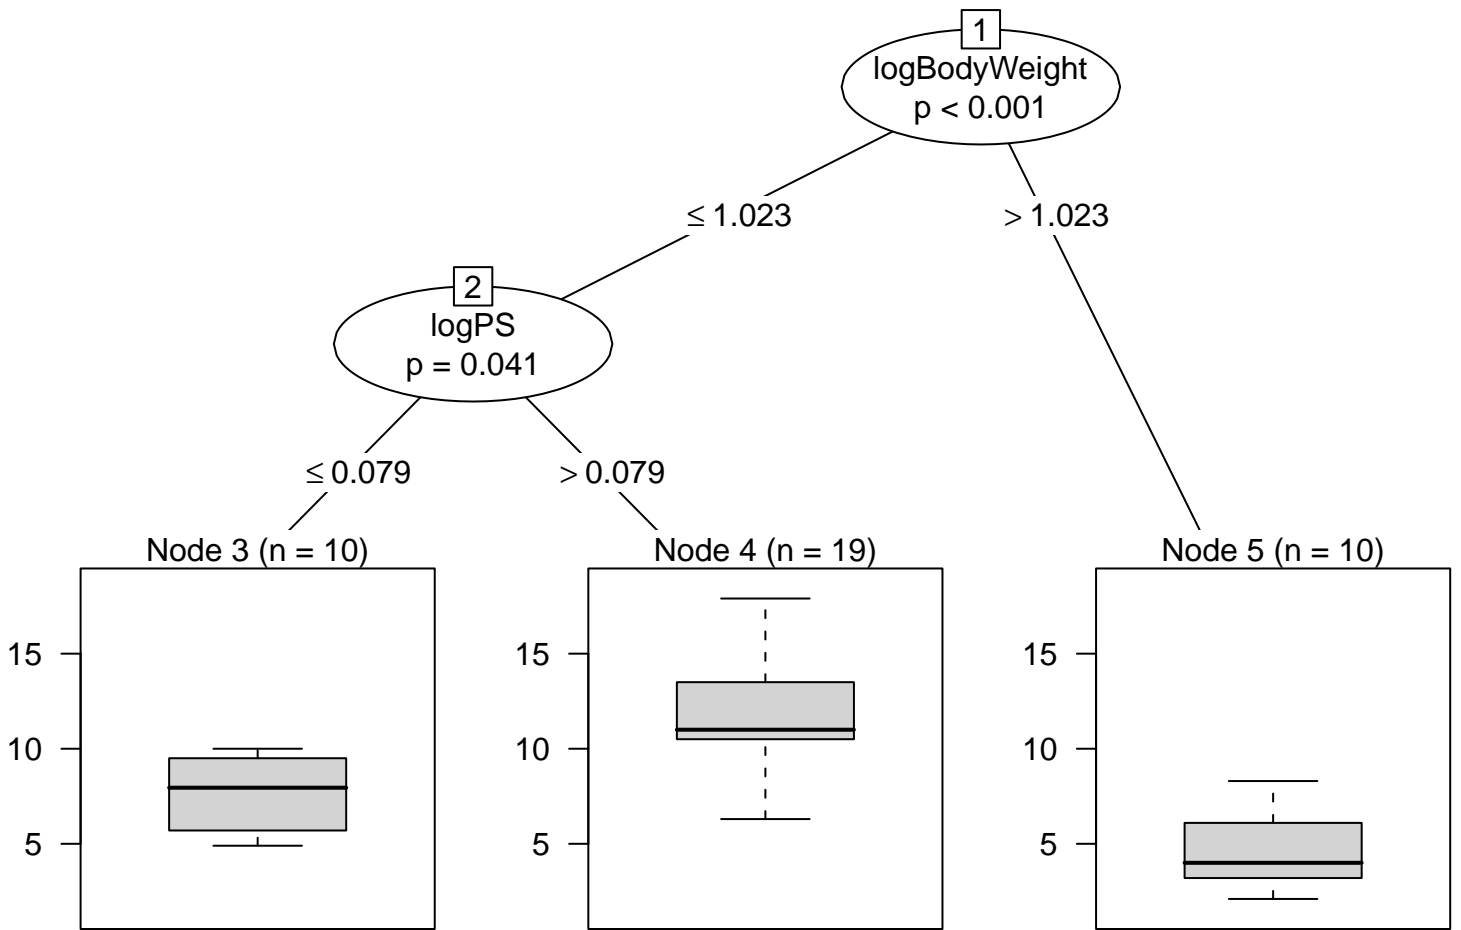 1
logBodyWeight
p < 0.001
≤ 1.023
> 1.023
2
logPS
p = 0.041
≤ 0.079
> 0.079
Node 3 (n = 10)
5
10
15
Node 4 (n = 19)
5
10
15
Node 5 (n = 10)
5
10
15